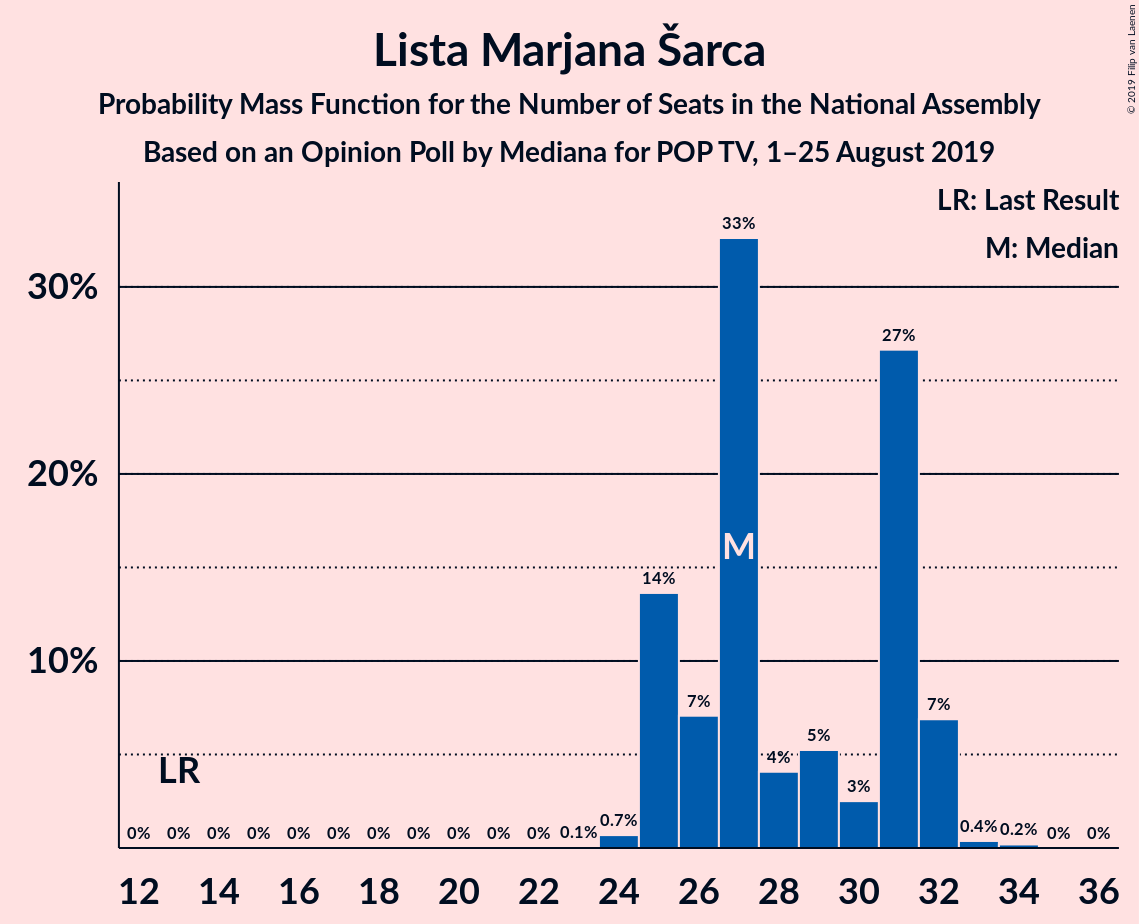 Lista Marjana Šarca
Probability Mass Function for the Number of Seats in the National Assembly
Based on an Opinion Poll by Mediana for POP TV, 1–25 August 2019
© 2019 Filip van Laenen
LR: Last Result
M: Median
33%
30%
27%
20%
M
14%
10%
7%
7%
5%
4%
3%
LR
0% 0% 0% 0% 0% 0% 0% 0% 0% 0% 0% 0.1% 0.7% 0.4% 0.2% 0% 0%
12 14 16 18 20 22 24 26 28 30 32 34 36